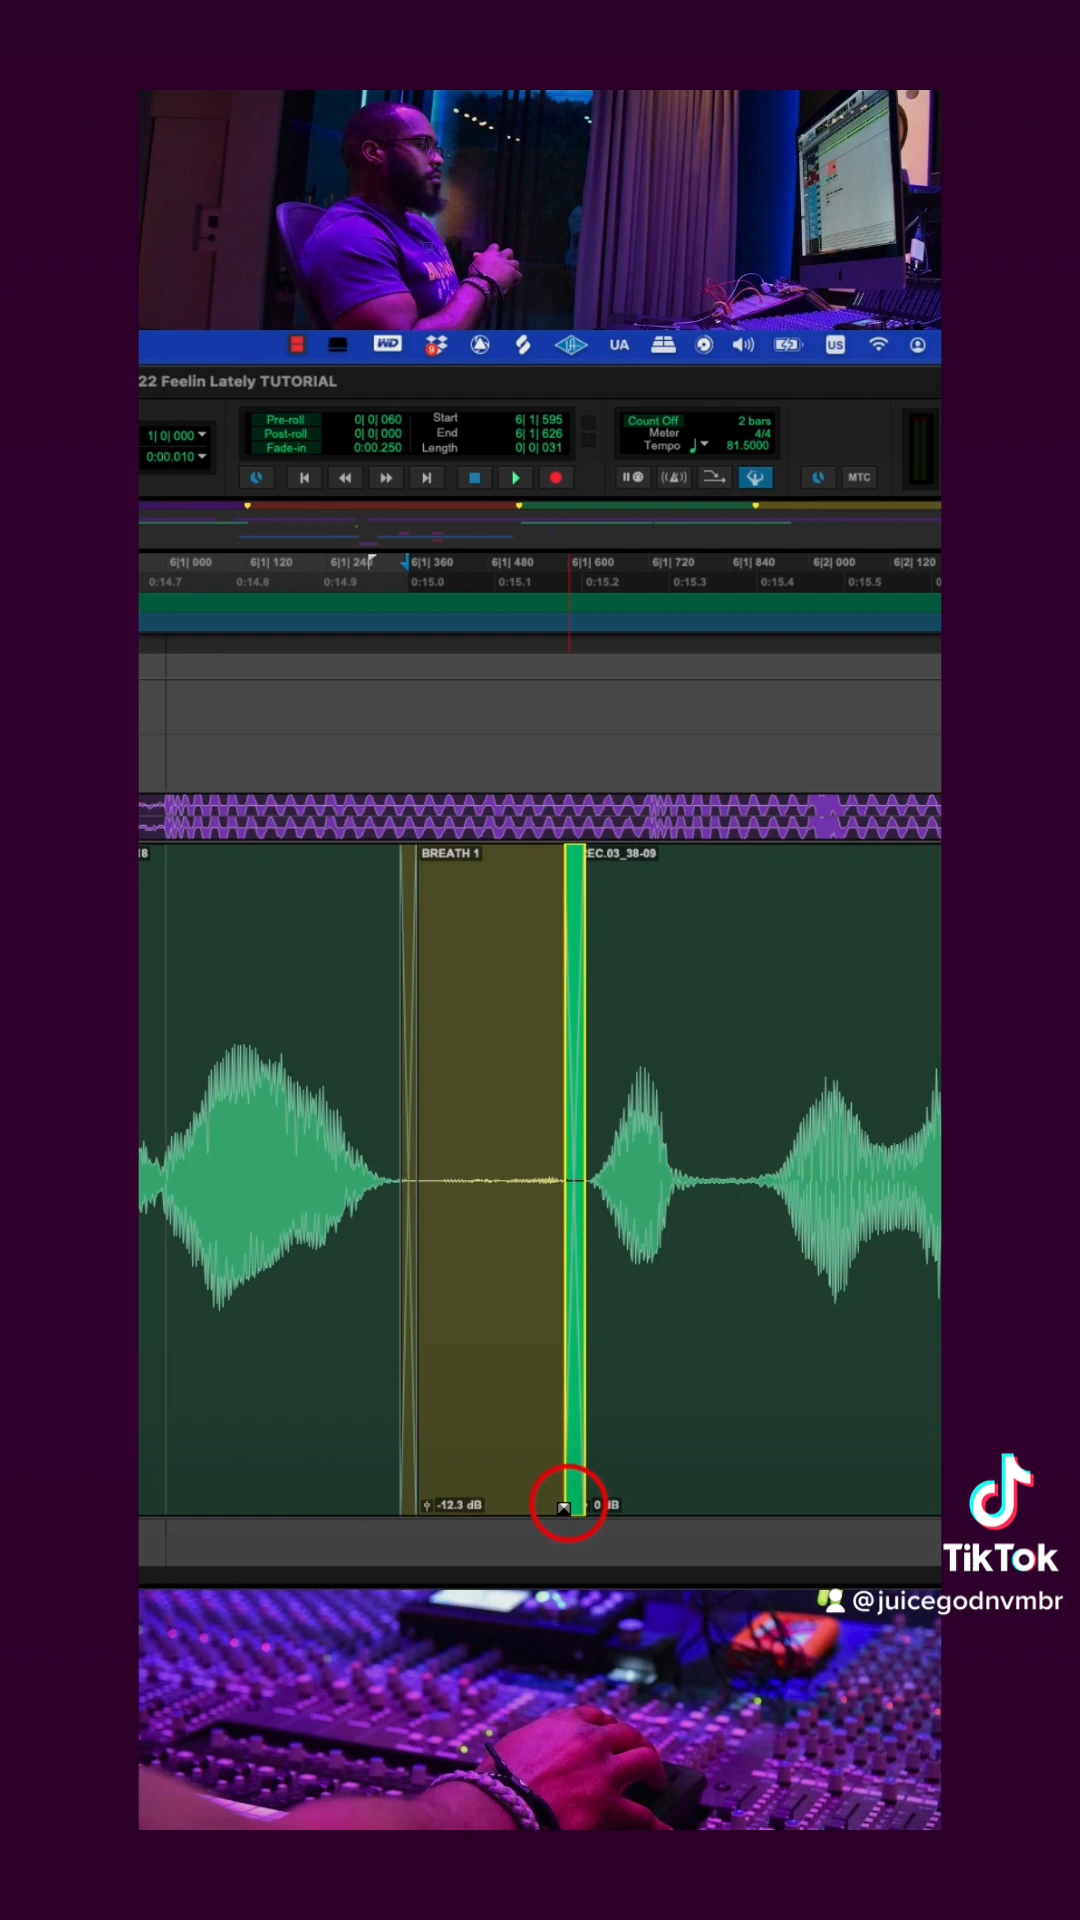 WD
9
UA
US
22 Feelin Lately TUTORIAL
1| 0| 000
0:00.010
Pre-roll 0| 0| 060
Post-roll 0| 0| 000
Fade-in 0:00.250
Start 6| 1| 595
End 6| 1| 626
Length 0| 0| 031
Count Off 2 bars
Meter 4/4
Tempo 81.5000
MTC
6|1| 000 6|1| 120 6|1| 240 6|1| 360 6|1| 480 6|1| 600 6|1| 720 6|1| 840 6|2| 000 6|2| 120
0:14.7 0:14.8 0:14.9 0:15.0 0:15.1 0:15.2 0:15.3 0:15.4 0:15.5
BREATH 1
EC.03_38-09
-12.3 dB
0 dB
TikTok
@juicegodnvmbr